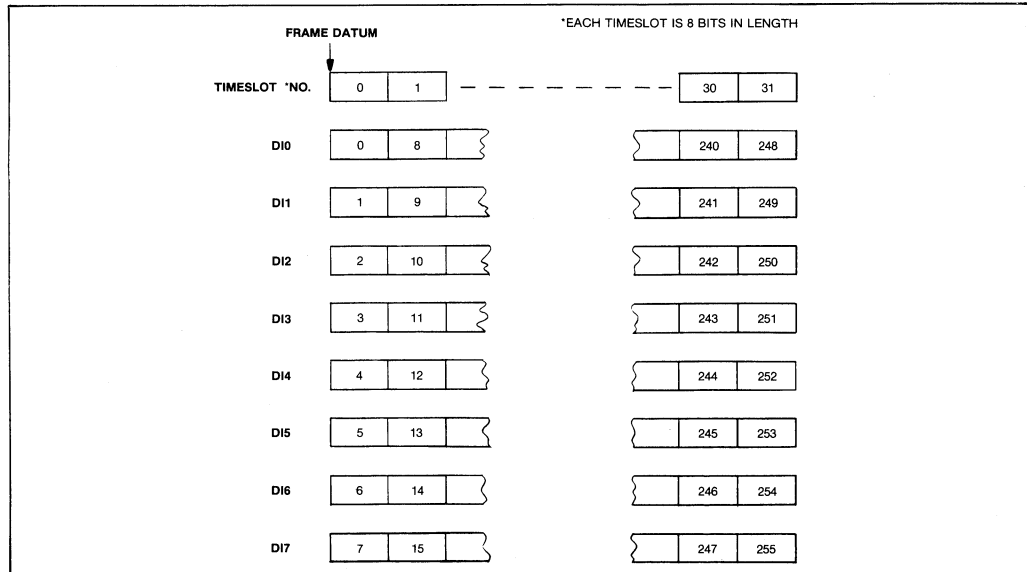 *EACH TIMESLOT IS 8 BITS IN LENGTH
FRAME DATUM
TIMESLOT *NO. 0 1 30 31
DI0 0 8 240 248
DI1 1 9 241 249
DI2 2 10 242 250
DI3 3 11 243 251
DI4 4 12 244 252
DI5 5 13 245 253
DI6 6 14 246 254
DI7 7 15 247 255